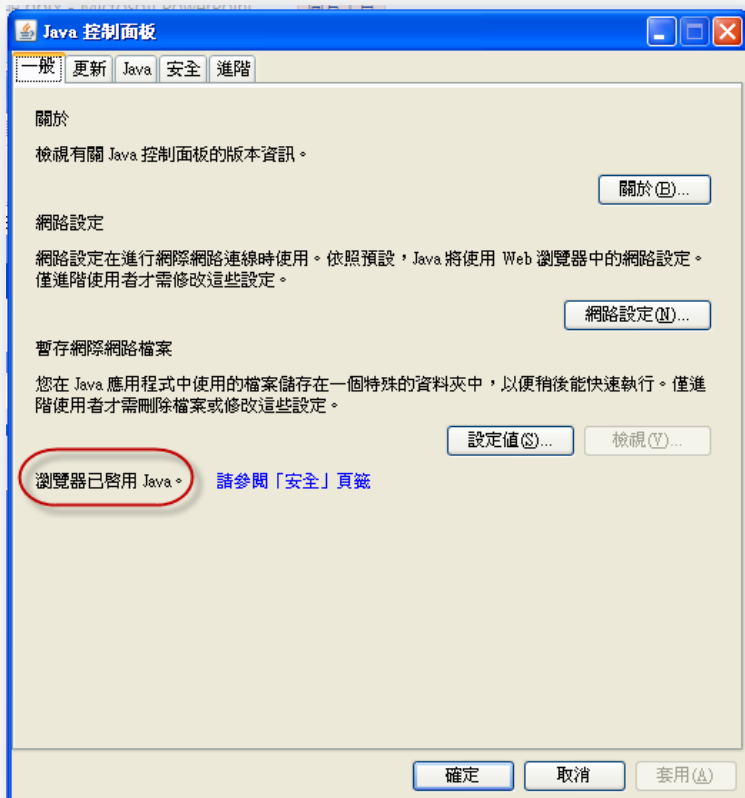 Java 控制面板
一般 更新 Java 安全 進階
關於
檢視有關 Java 控制面板的版本資訊。
關於(B)...
網路設定
網路設定在進行網際網路連線時使用。依照預設,Java 將使用 Web 瀏覽器中的網路設定。
僅進階使用者才需修改這些設定。
網路設定(N)...
暫存網際網路檔案
您在 Java 應用程式中使用的檔案儲存在一個特殊的資料夾中,以便稍後能快速執行。僅進
階使用者才需刪除檔案或修改這些設定。
設定值(S)... 檢視(V)...
瀏覽器已啟用 Java。 請參閱「安全」頁籤
確定 取消 套用(A)